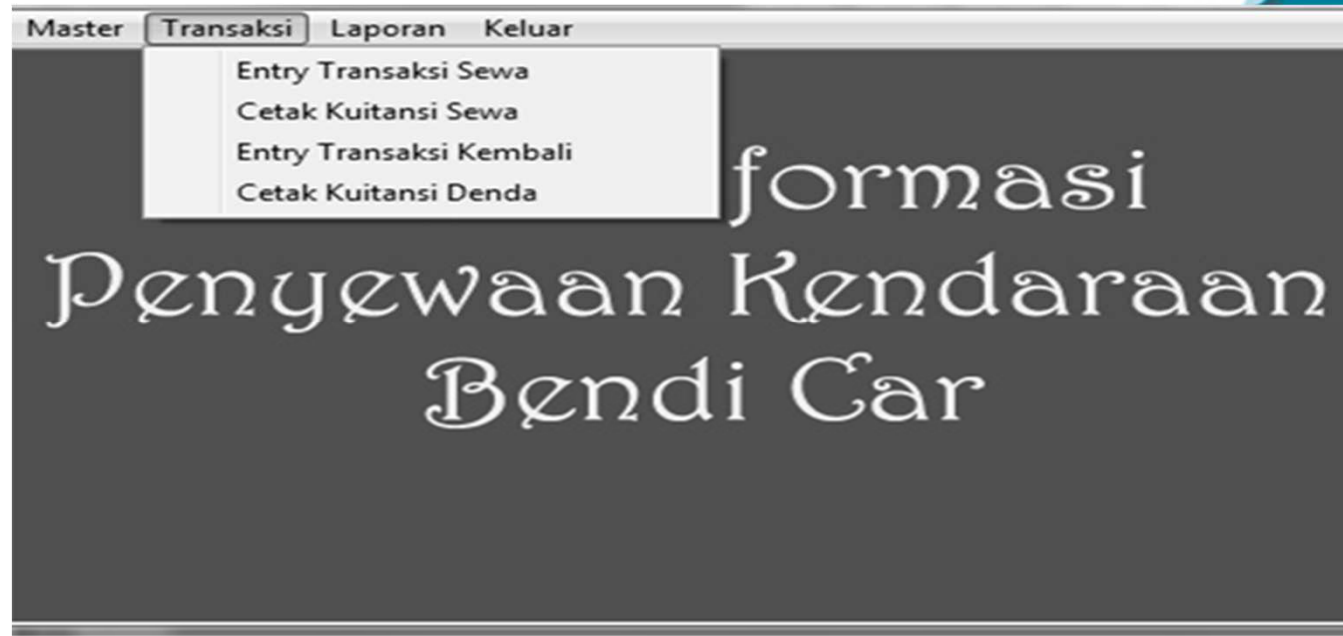 Master Transaksi Laporan Keluar
Entry Transaksi Sewa
Cetak Kuitansi Sewa
Entry Transaksi Kembali
Cetak Kuitansi Denda
formasi
Penyewaan Kendaraan
Bendi Car